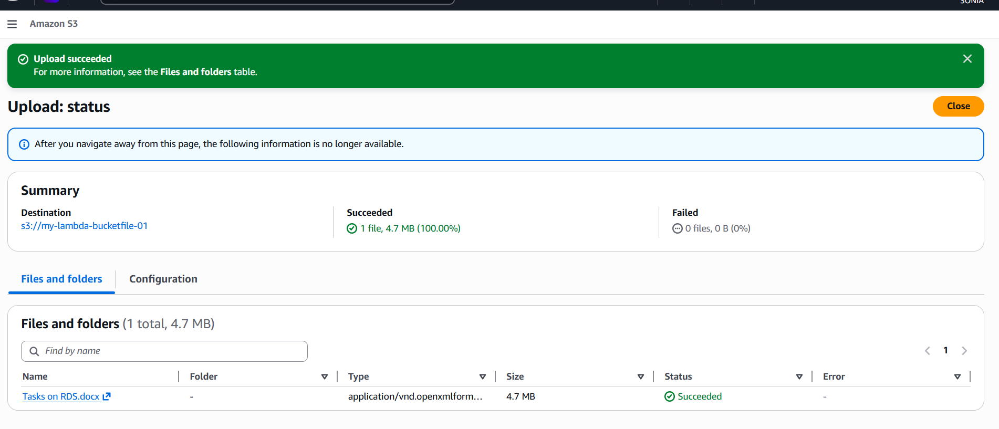 SONIA
Amazon S3
Upload succeeded
For more information, see the Files and folders table.
Upload: status
Close
After you navigate away from this page, the following information is no longer available.
Summary
Destination
s3://my-lambda-bucketfile-01
Succeeded
1 file, 4.7 MB (100.00%)
Failed
0 files, 0 B (0%)
Files and folders
Configuration
Files and folders (1 total, 4.7 MB)
Find by name
1
Name Folder Type Size Status Error
Tasks on RDS.docx - application/vnd.openxmlform... 4.7 MB Succeeded -